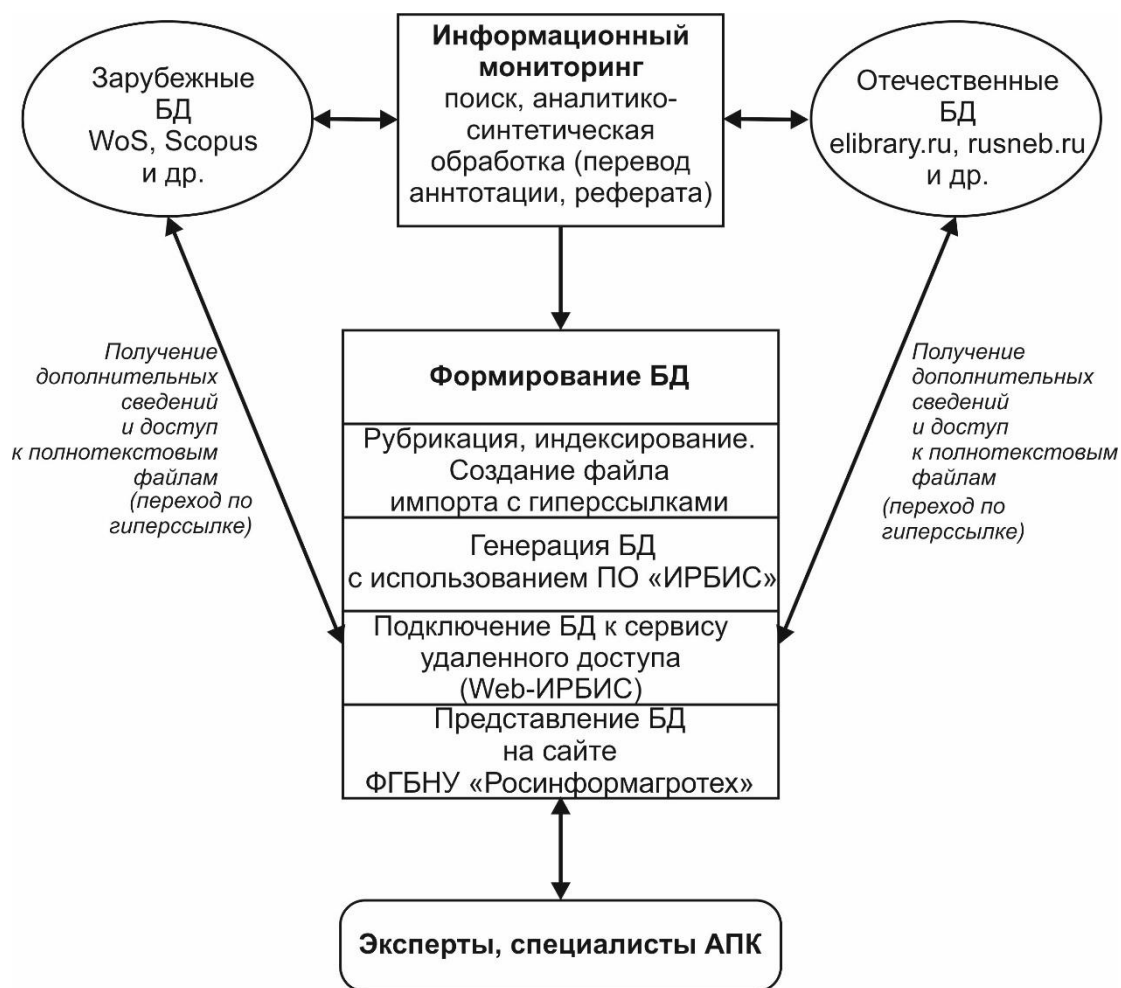 Зарубежные
БД
WoS, Scopus
и др.
Информационный
мониторинг
поиск, аналитико-
синтетическая
обработка (перевод
аннтотации, реферата)
Отечественные
БД
elibrary.ru, rusneb.ru
и др.
Получение
дополнительных
сведений
и доступ
к полнотекстовым
файлам
(переход по
гиперссылке)
Формирование БД
Рубрикация, индексирование.
Создание файла
импорта с гиперссылками
Генерация БД
с использованием ПО «ИРБИС»
Подключение БД к сервису
удаленного доступа
(Web-ИРБИС)
Представление БД
на сайте
ФГБНУ «Росинформагротех»
Получение
дополнительных
сведений
и доступ
к полнотекстовым
файлам
(переход по
гиперссылке)
Эксперты, специалисты АПК